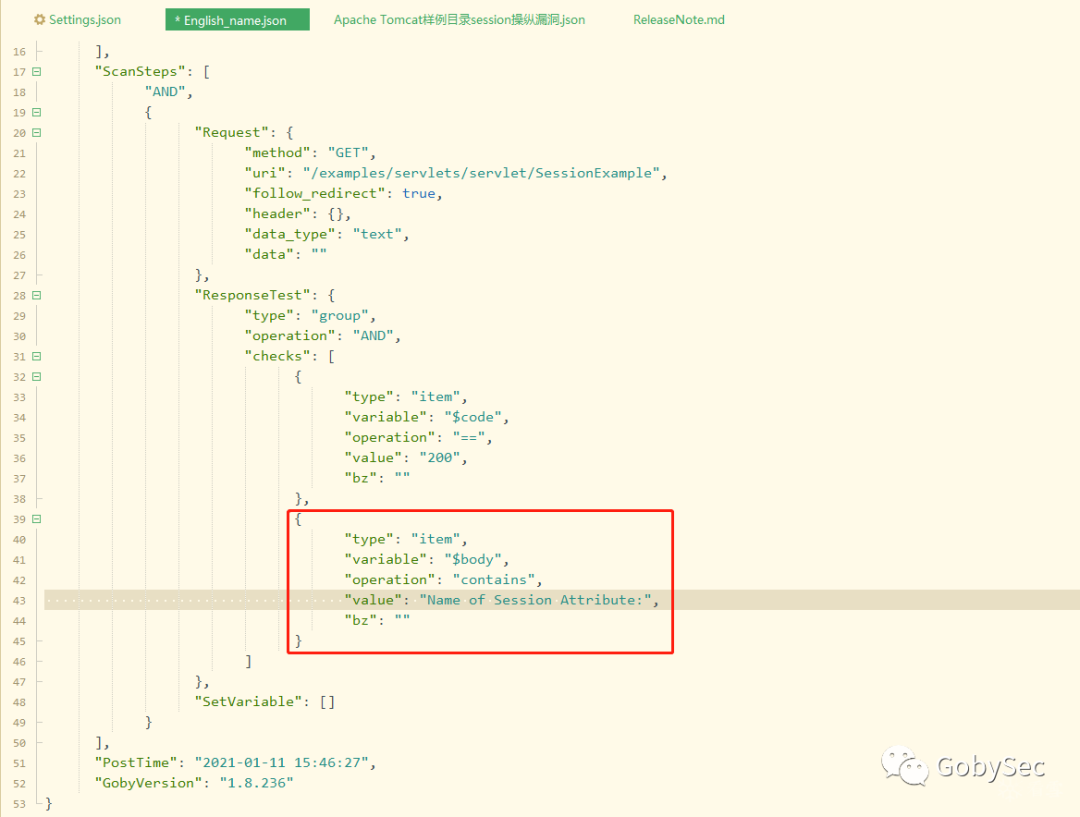 Settings.json
* English_name.json
Apache Tomcat样例目录session操纵漏洞.json
ReleaseNote.md
16 ],
17 "ScanSteps": [
18 "AND",
19 {
20 "Request": {
21 "method": "GET",
22 "uri": "/examples/servlets/servlet/SessionExample",
23 "follow_redirect": true,
24 "header": {},
25 "data_type": "text",
26 "data": ""
27 },
28 "ResponseTest": {
29 "type": "group",
30 "operation": "AND",
31 "checks": [
32 {
33 "type": "item",
34 "variable": "$code",
35 "operation": "==",
36 "value": "200",
37 "bz": ""
38 },
39 {
40 "type": "item",
41 "variable": "$body",
42 "operation": "contains",
43 "value": "Name of Session Attribute:",
44 "bz": ""
45 }
46 ]
47 },
48 "SetVariable": []
49 }
50 ],
51 "PostTime": "2021-01-11 15:46:27",
52 "GobyVersion": "1.8.236"
53 }
GobySec